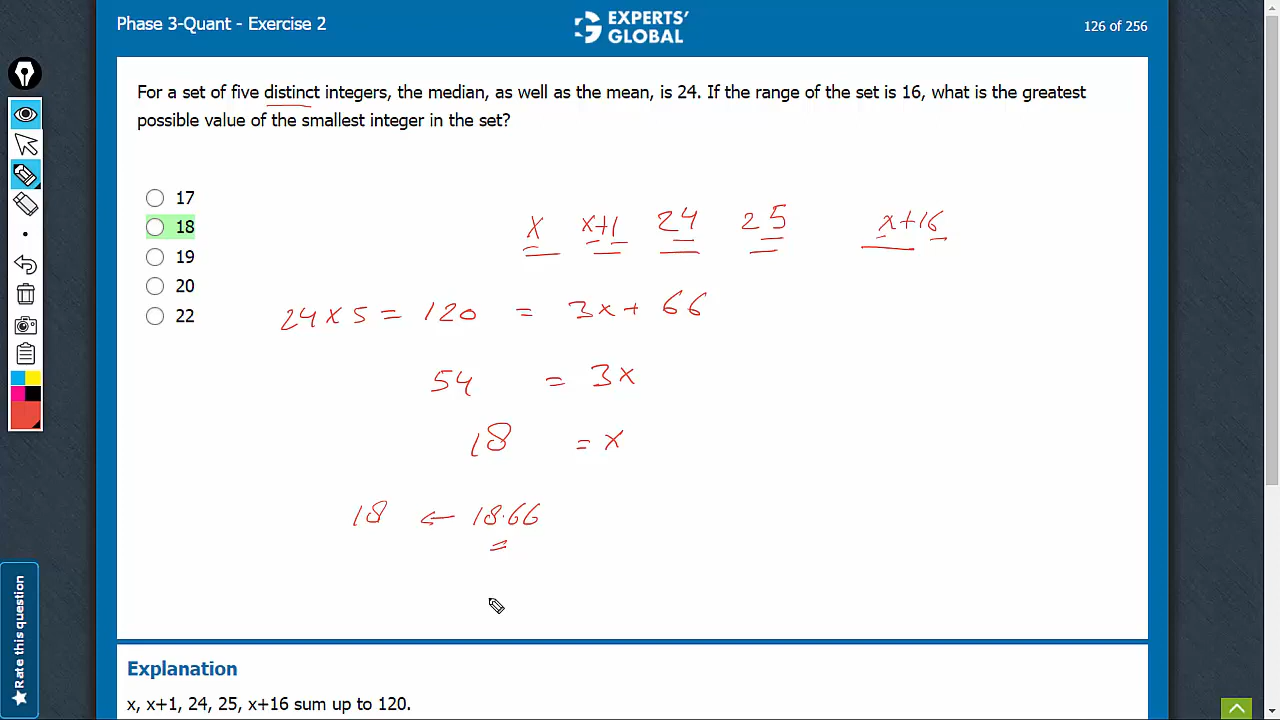 Phase 3-Quant - Exercise 2
EXPERTS'
GLOBAL
126 of 256
For a set of five distinct integers, the median, as well as the mean, is 24. If the range of the set is 16, what is the greatest
possible value of the smallest integer in the set?
17
18
19
20
22
x x+1 24 25 x+16
24 x 5 = 120 = 3x + 66
54 = 3x
18 = x
18 ← 18.66
Rate this question
Explanation
x, x+1, 24, 25, x+16 sum up to 120.